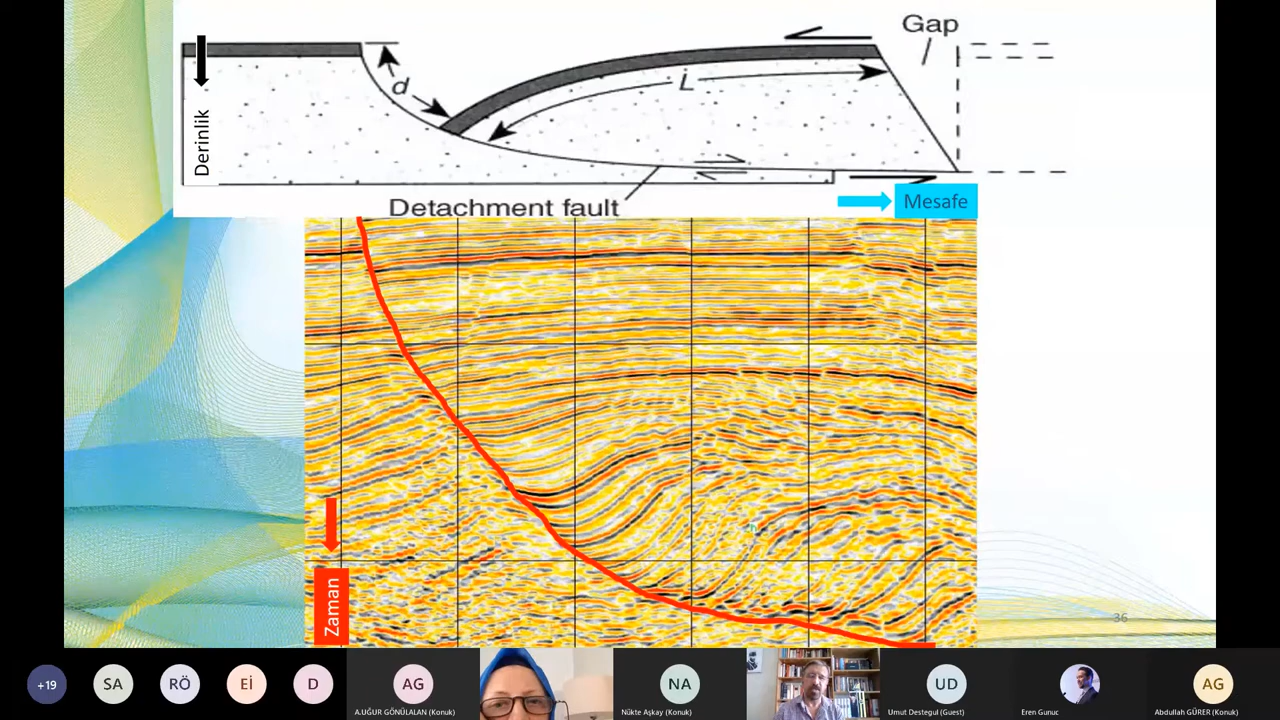 Gap
d
L
Derinlik
Detachment fault
Mesafe
Zaman
36
+19
SA
RÖ
Eİ
D
AG
A.UĞUR GÖNÜLALAN (Konuk)
NA
Nükte Aşkay (Konuk)
UD
Umut Destegul (Guest)
Eren Gunuc
AG
Abdullah GÜRER (Konuk)